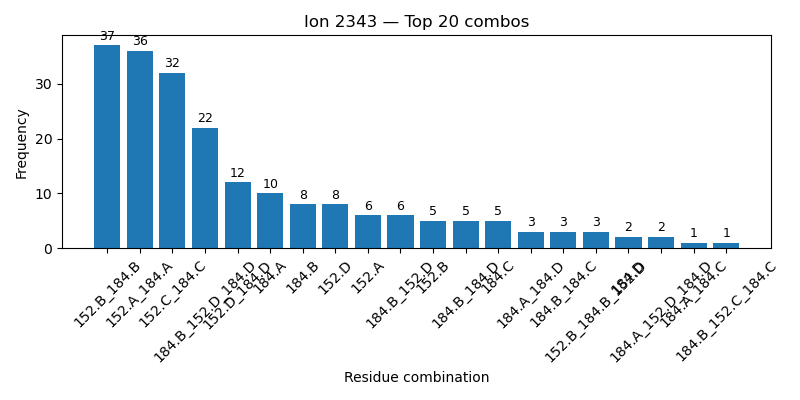 Ion 2343 — Top 20 combos
Frequency
30
20
10
0
37
36
32
22
12
10
8
8
6
6
5
5
5
3
3
3
2
2
1
1
152.B_184.B
152.A_184.A
152.C_184.C
184.B_152.D_184.D
152.D_184.D
184.A
184.B
152.D
152.A
184.B_152.D
152.B
184.B_184.D
184.C
184.A_184.D
184.B_184.C
152.B_184.B
184.D
184.A_152.D_184.D
184.A_184.C
184.B_152.C_184.C
Residue combination